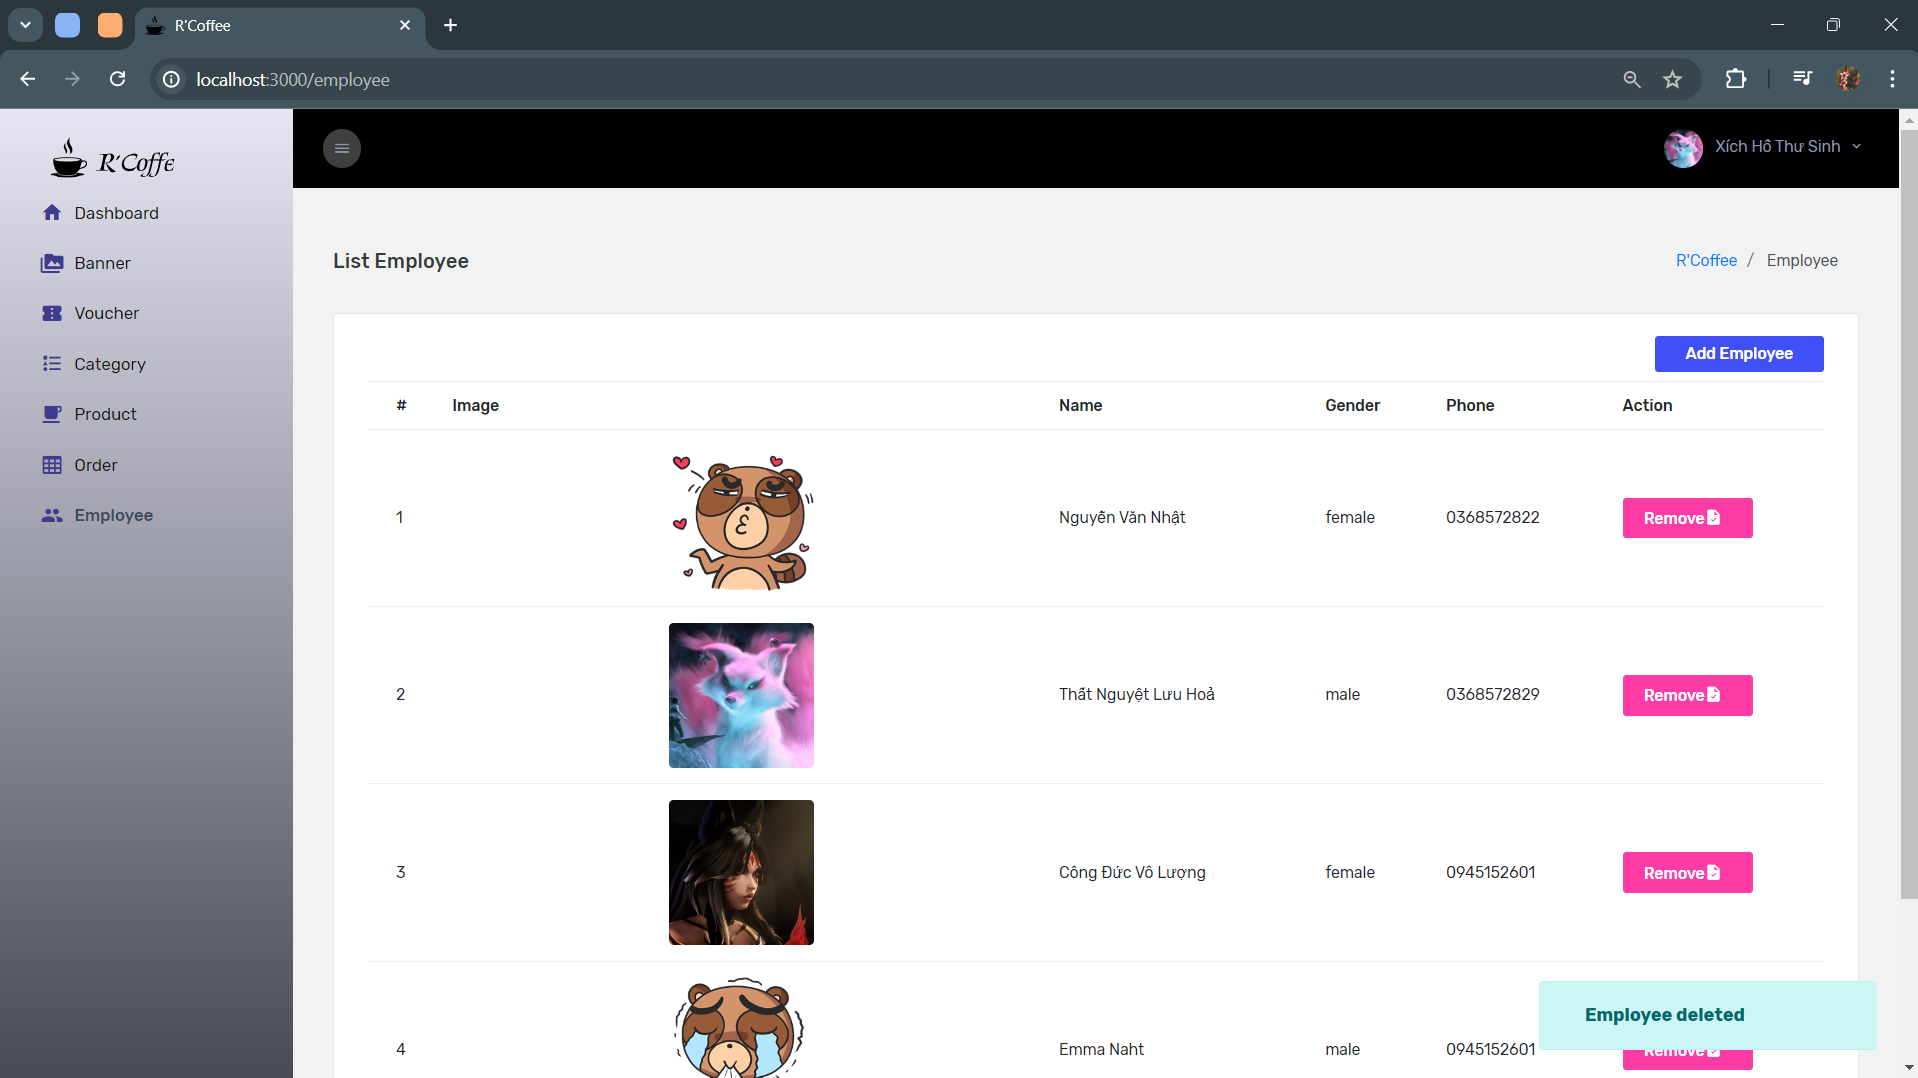 R'Coffee
localhost:3000/employee
R'Coffe
Xích Hồ Thư Sinh
Dashboard
Banner
Voucher
Category
Product
Order
Employee
List Employee
R'Coffee / Employee
Add Employee
# Image Name Gender Phone Action
1 Nguyễn Văn Nhật female 0368572822 Remove
2 Thất Nguyệt Lưu Hoả male 0368572829 Remove
3 Công Đức Vô Lượng female 0945152601 Remove
4 Emma Naht male 0945152601 Remove
Employee deleted